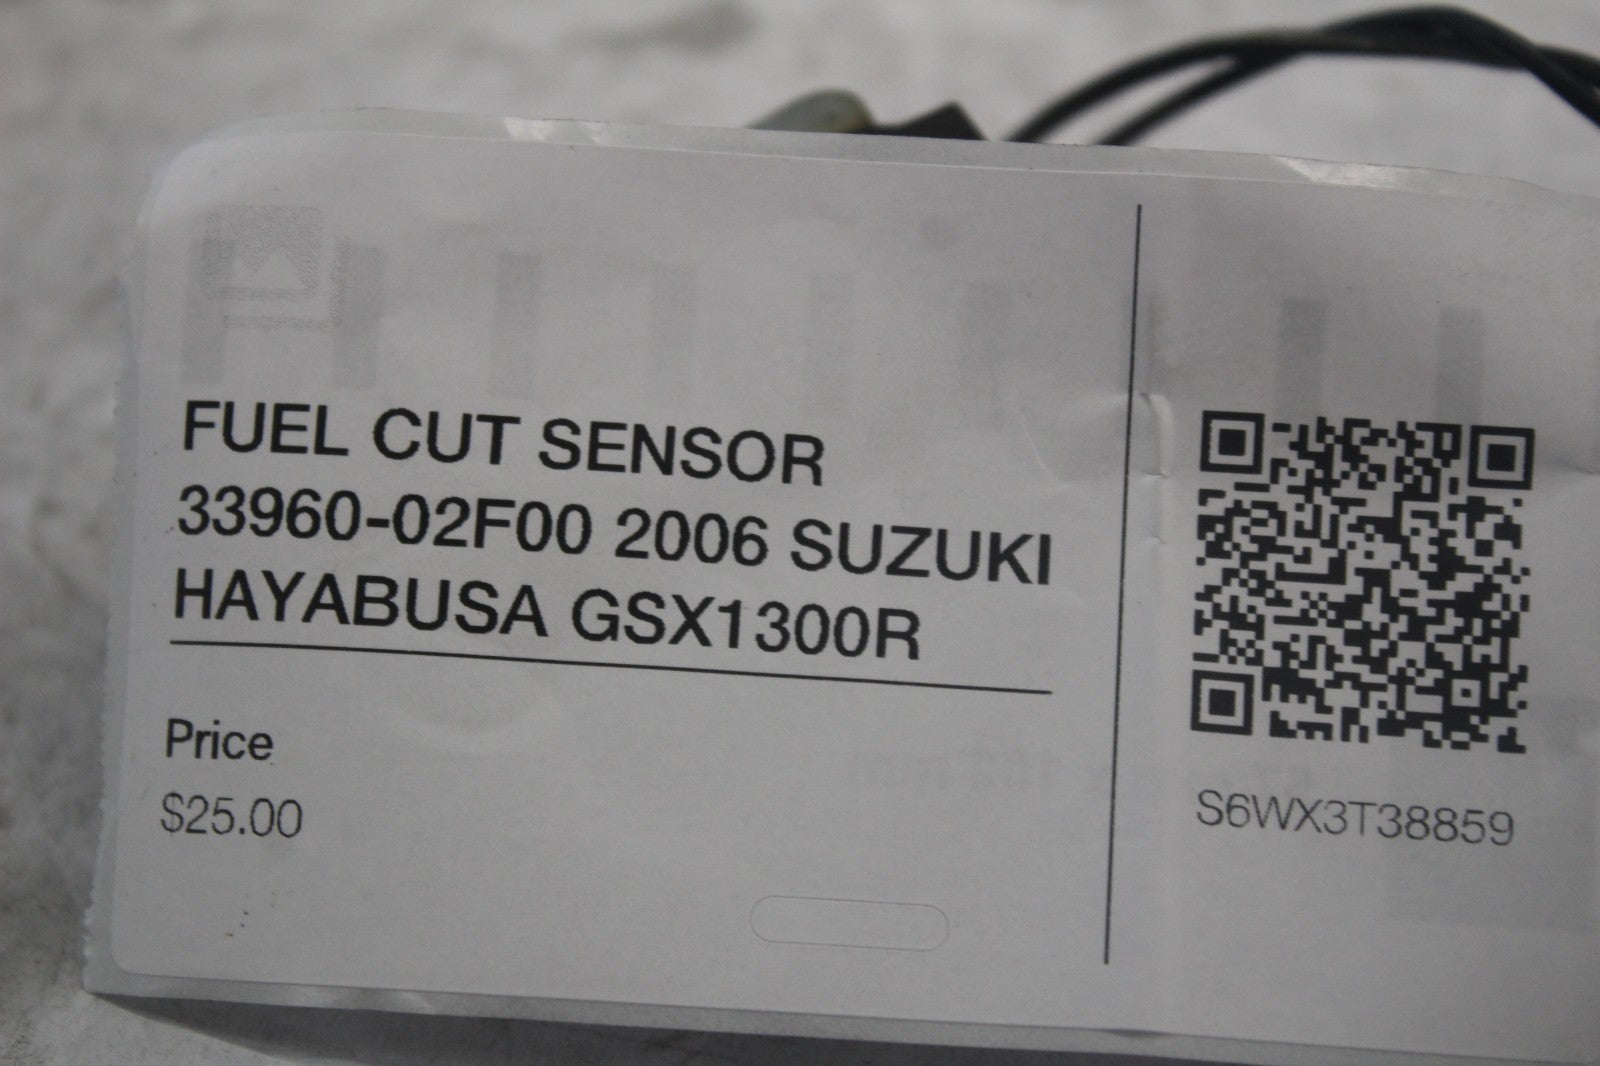 FUEL CUT SENSOR
33960-02F00 2006 SUZUKI
HAYABUSA GSX1300R
Price
$25.00
S6WX3T38859